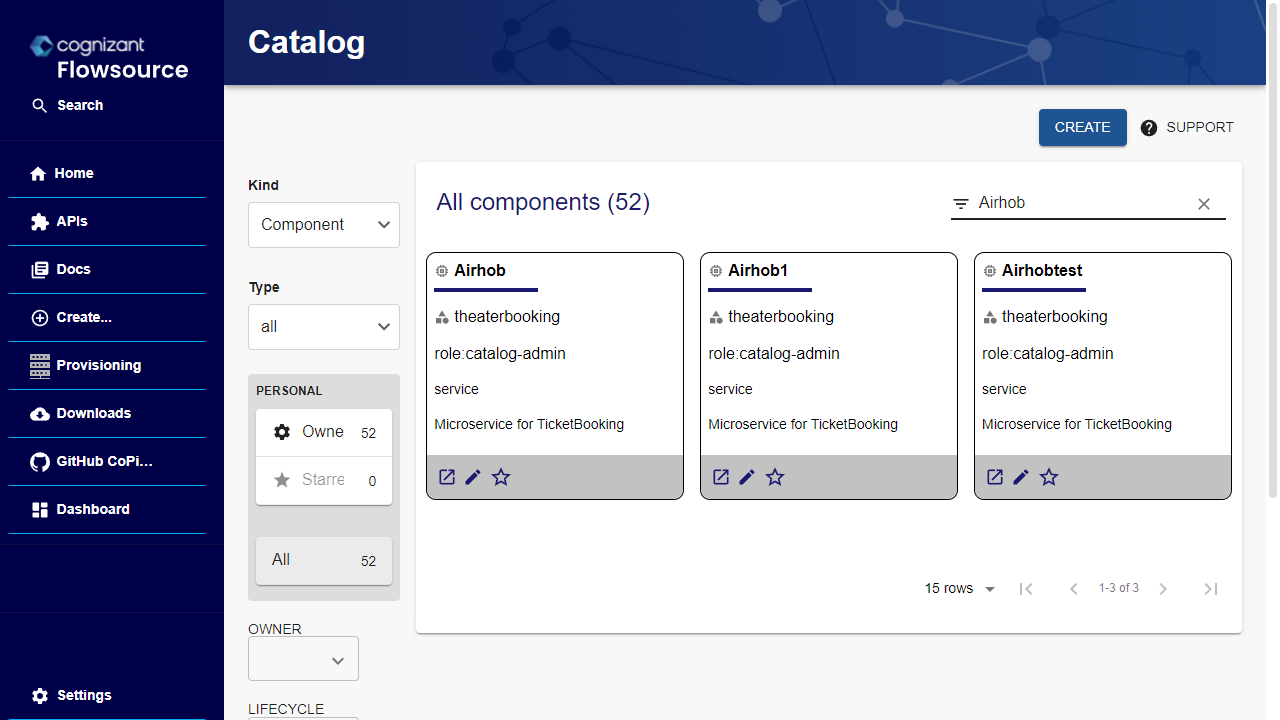 cognizant
Flowsource
Search
Home
APIs
Docs
Create...
Provisioning
Downloads
GitHub CoPi...
Dashboard
Settings
Catalog
CREATE
SUPPORT
Kind
Component
Type
all
PERSONAL
Owne 52
Starre 0
All 52
OWNER
LIFECYCLE
All components (52)
Airhob
Airhob
theaterbooking
role:catalog-admin
service
Microservice for TicketBooking
Airhob1
theaterbooking
role:catalog-admin
service
Microservice for TicketBooking
Airhobtest
theaterbooking
role:catalog-admin
service
Microservice for TicketBooking
15 rows
1-3 of 3